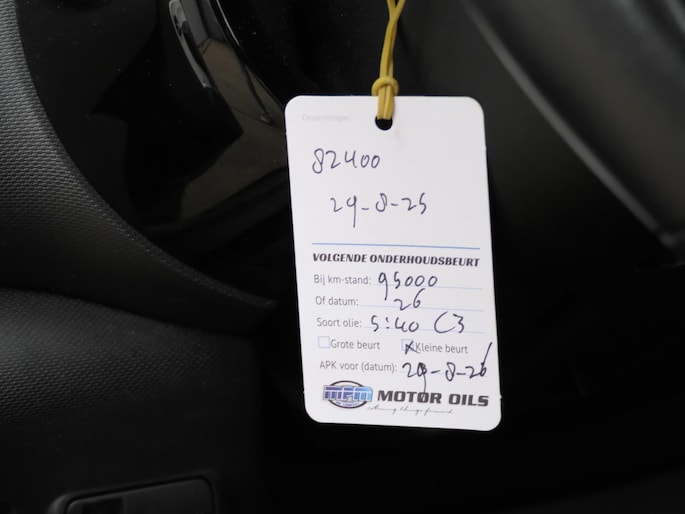 Dealerstempel
82400
29-8-25
VOLGENDE ONDERHOUDSBEURT
Bij km-stand: 95000
Of datum: 26
Soort olie: 5:40 C3
Grote beurt Kleine beurt
APK voor (datum): 29-8-26
MOTOR OILS